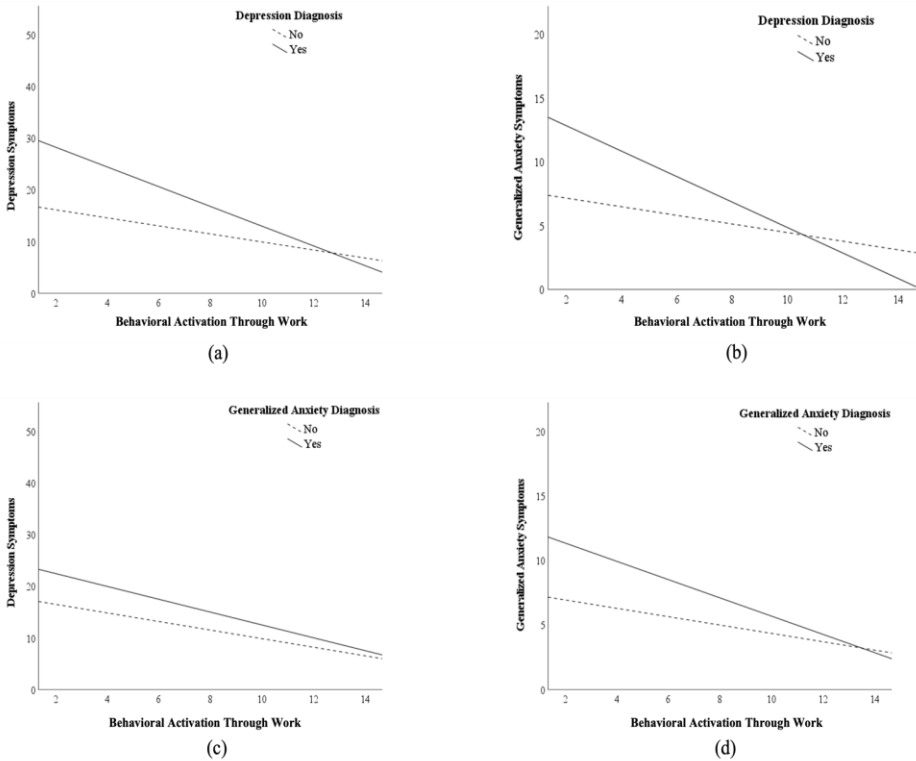 Depression Diagnosis
No
Yes
50
40
30
20
10
0
Depression Symptoms
2 4 6 8 10 12 14
Behavioral Activation Through Work
(a)
Depression Diagnosis
No
Yes
20
15
10
5
0
Generalized Anxiety Symptoms
2 4 6 8 10 12 14
Behavioral Activation Through Work
(b)
Generalized Anxiety Diagnosis
No
Yes
50
40
30
20
10
0
Depression Symptoms
2 4 6 8 10 12 14
Behavioral Activation Through Work
(c)
Generalized Anxiety Diagnosis
No
Yes
20
15
10
5
0
Generalized Anxiety Symptoms
2 4 6 8 10 12 14
Behavioral Activation Through Work
(d)